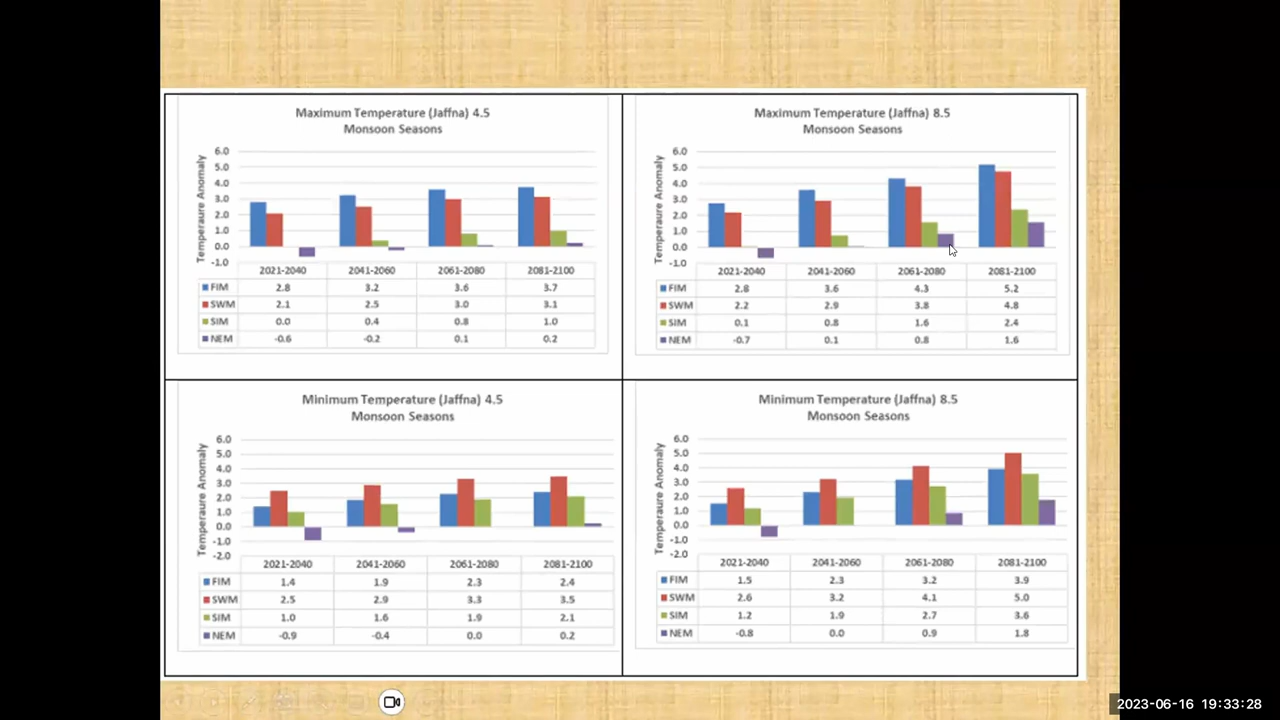 Maximum Temperature (Jaffna) 4.5
Monsoon Seasons
Temperaure Anomaly
6.0
5.0
4.0
3.0
2.0
1.0
0.0
-1.0
2021-2040 2041-2060 2061-2080 2081-2100
FIM 2.8 3.2 3.6 3.7
SWM 2.1 2.5 3.0 3.1
SIM 0.0 0.4 0.8 1.0
NEM -0.6 -0.2 0.1 0.2
Maximum Temperature (Jaffna) 8.5
Monsoon Seasons
Temperaure Anomaly
6.0
5.0
4.0
3.0
2.0
1.0
0.0
-1.0
2021-2040 2041-2060 2061-2080 2081-2100
FIM 2.8 3.6 4.3 5.2
SWM 2.2 2.9 3.8 4.8
SIM 0.1 0.8 1.6 2.4
NEM -0.7 0.1 0.8 1.6
Minimum Temperature (Jaffna) 4.5
Monsoon Seasons
Temperaure Anomaly
6.0
5.0
4.0
3.0
2.0
1.0
0.0
-1.0
-2.0
2021-2040 2041-2060 2061-2080 2081-2100
FIM 1.4 1.9 2.3 2.4
SWM 2.5 2.9 3.3 3.5
SIM 1.0 1.6 1.9 2.1
NEM -0.9 -0.4 0.0 0.2
Minimum Temperature (Jaffna) 8.5
Monsoon Seasons
Temperaure Anomaly
6.0
5.0
4.0
3.0
2.0
1.0
0.0
-1.0
-2.0
2021-2040 2041-2060 2061-2080 2081-2100
FIM 1.5 2.3 3.2 3.9
SWM 2.6 3.2 4.1 5.0
SIM 1.2 1.9 2.7 3.6
NEM -0.8 0.0 0.9 1.8
2023-06-16 19:33:28